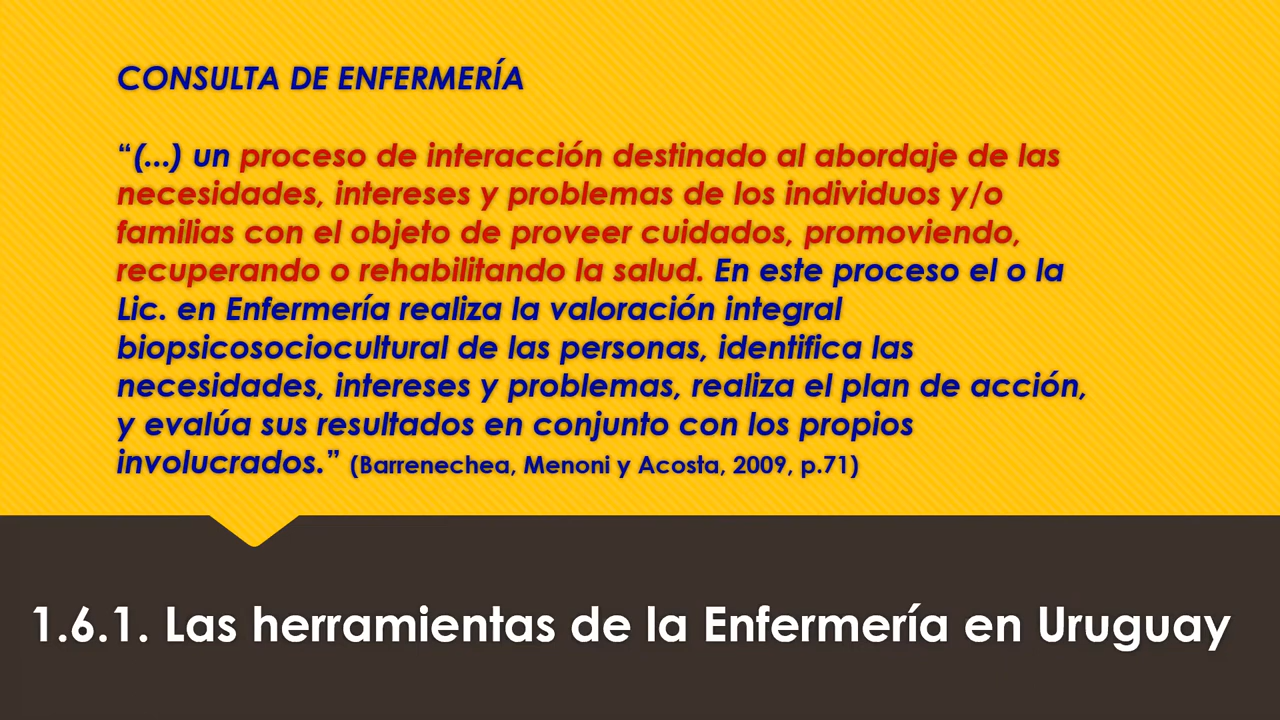 CONSULTA DE ENFERMERÍA
“(...) un proceso de interacción destinado al abordaje de las
necesidades, intereses y problemas de los individuos y/o
familias con el objeto de proveer cuidados, promoviendo,
recuperando o rehabilitando la salud. En este proceso el o la
Lic. en Enfermería realiza la valoración integral
biopsicosociocultural de las personas, identifica las
necesidades, intereses y problemas, realiza el plan de acción,
y evalúa sus resultados en conjunto con los propios
involucrados.” (Barrenechea, Menoni y Acosta, 2009, p.71)
1.6.1. Las herramientas de la Enfermería en Uruguay